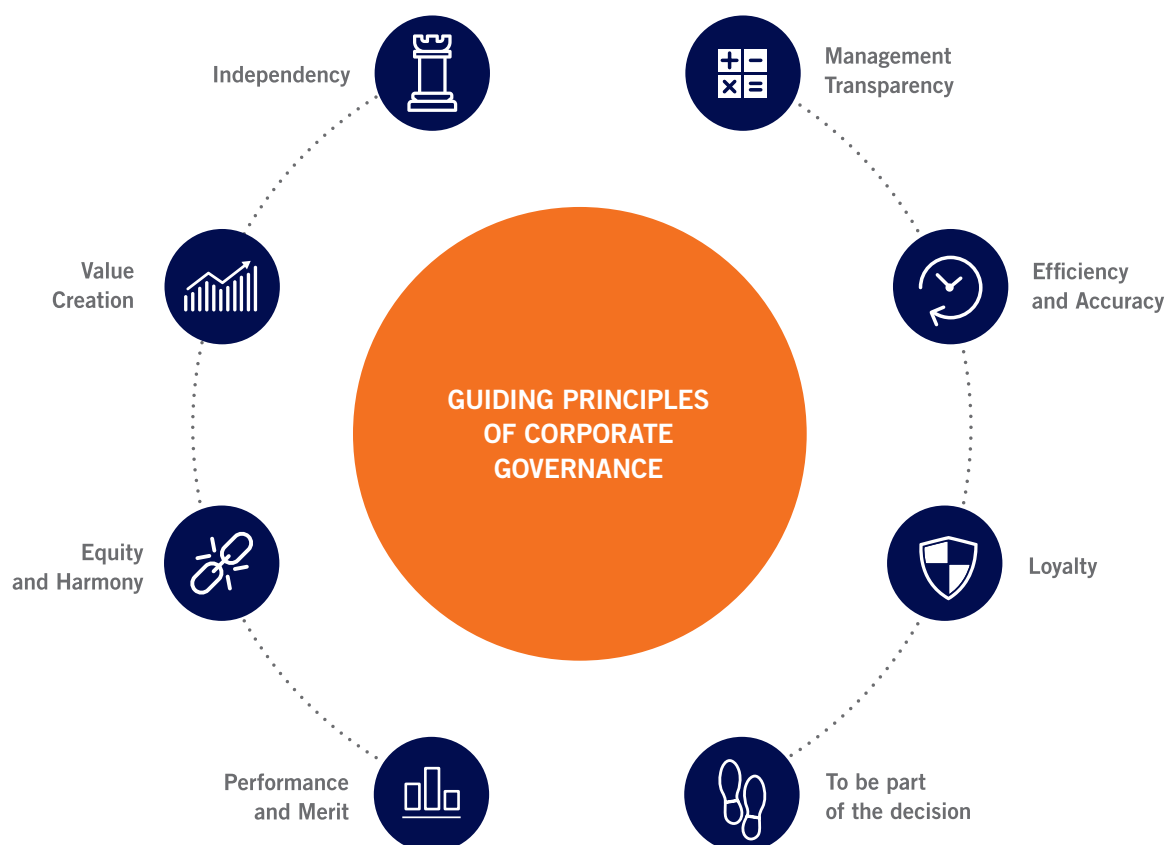 Independency
Management
Transparency
Value
Creation
Efficiency
and Accuracy
GUIDING PRINCIPLES
OF CORPORATE
GOVERNANCE
Equity
and Harmony
Loyalty
Performance
and Merit
To be part
of the decision